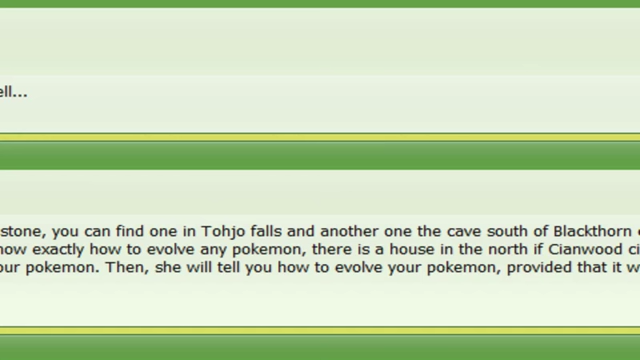 ell...
stone, you can find one in Tohjo falls and another one the cave south of Blackthorn
now exactly how to evolve any pokemon, there is a house in the north if Cianwood ci
our pokemon. Then, she will tell you how to evolve your pokemon, provided that it w